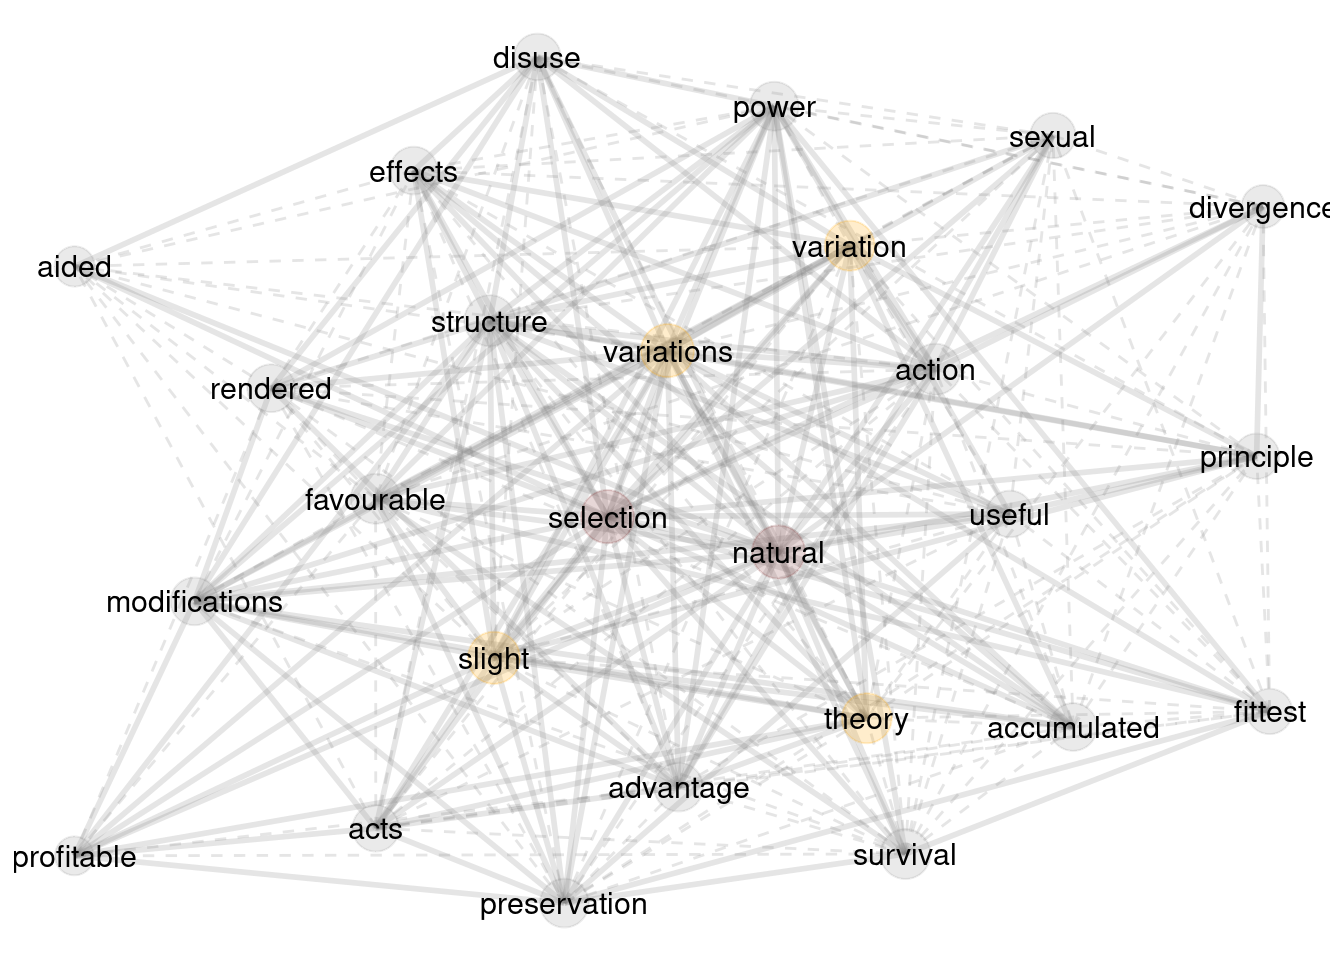 disuse
power
sexual
effects
divergence
variation
aided
structure
variations
action
rendered
principle
favourable
selection
useful
natural
modifications
slight
theory
accumulated
fittest
advantage
acts
profitable
survival
preservation